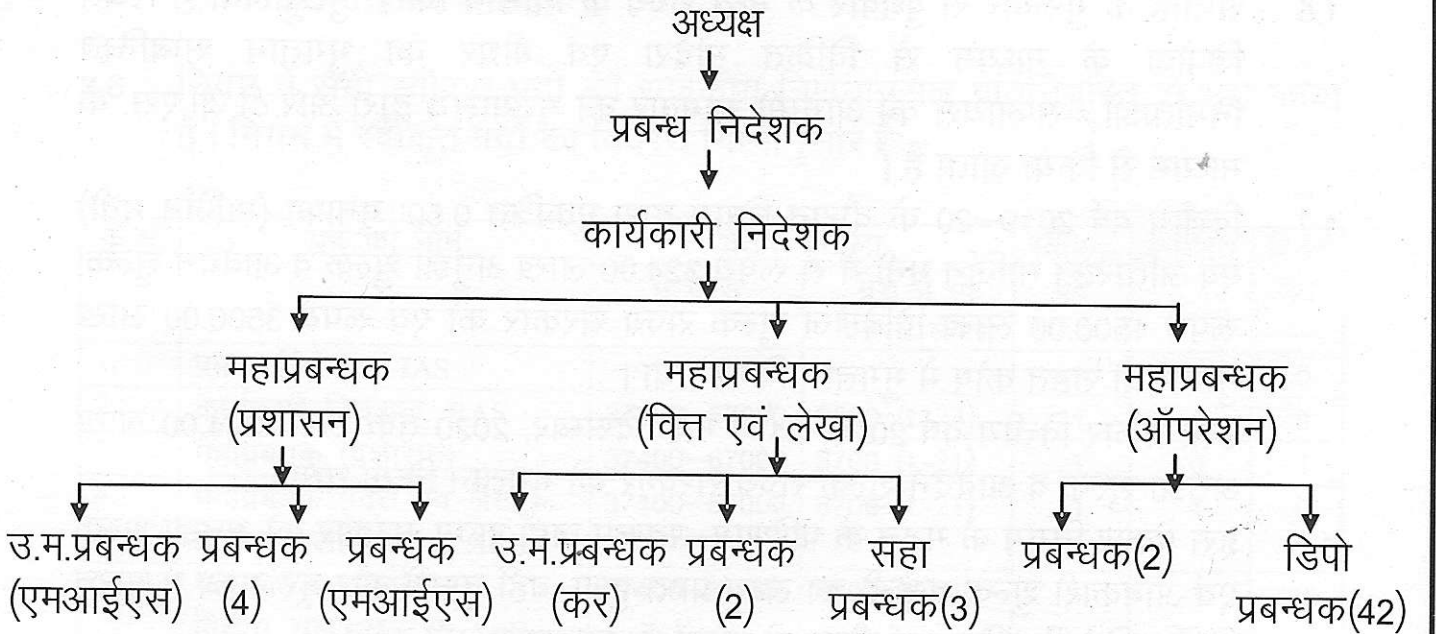 अध्यक्ष
प्रबन्ध निदेशक
कार्यकारी निदेशक
महाप्रबन्धक महाप्रबन्धक महाप्रबन्धक
(प्रशासन) (वित्त एवं लेखा) (ऑपरेशन)
उ.म.प्रबन्धक प्रबन्धक प्रबन्धक उ.म.प्रबन्धक प्रबन्धक सहा प्रबन्धक(2) डिपो
(एमआईएस) (4) (एमआईएस) (कर) (2) प्रबन्धक(3) प्रबन्धक(42)